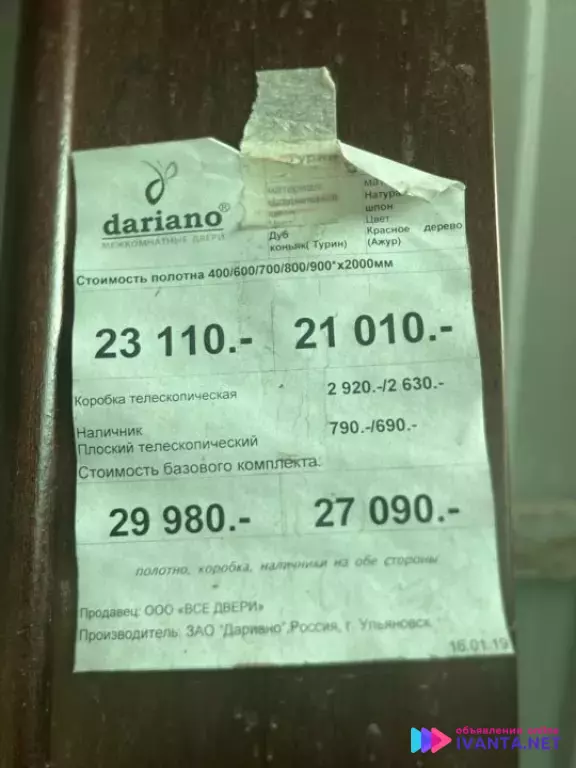 dariano®
МЕЖКОМНАТНЫЕ ДВЕРИ
Дуб
коньяк( Турин)
Натура
шпон
Цвет
Красное дерево
(Ажур)
Стоимость полотна 400/600/700/800/900*х2000мм
23 110.- 21 010.-
Коробка телескопическая 2 920.-/2 630.-
Наличник 790.-/690.-
Плоский телескопический
Стоимость базового комплекта:
29 980.- 27 090.-
полотно, коробка, наличники на обе стороны
Продавец: ООО «ВСЕ ДВЕРИ»
Производитель: ЗАО "Дариано",Россия, г. Ульяновск
16.01.19
IVANTA.NET